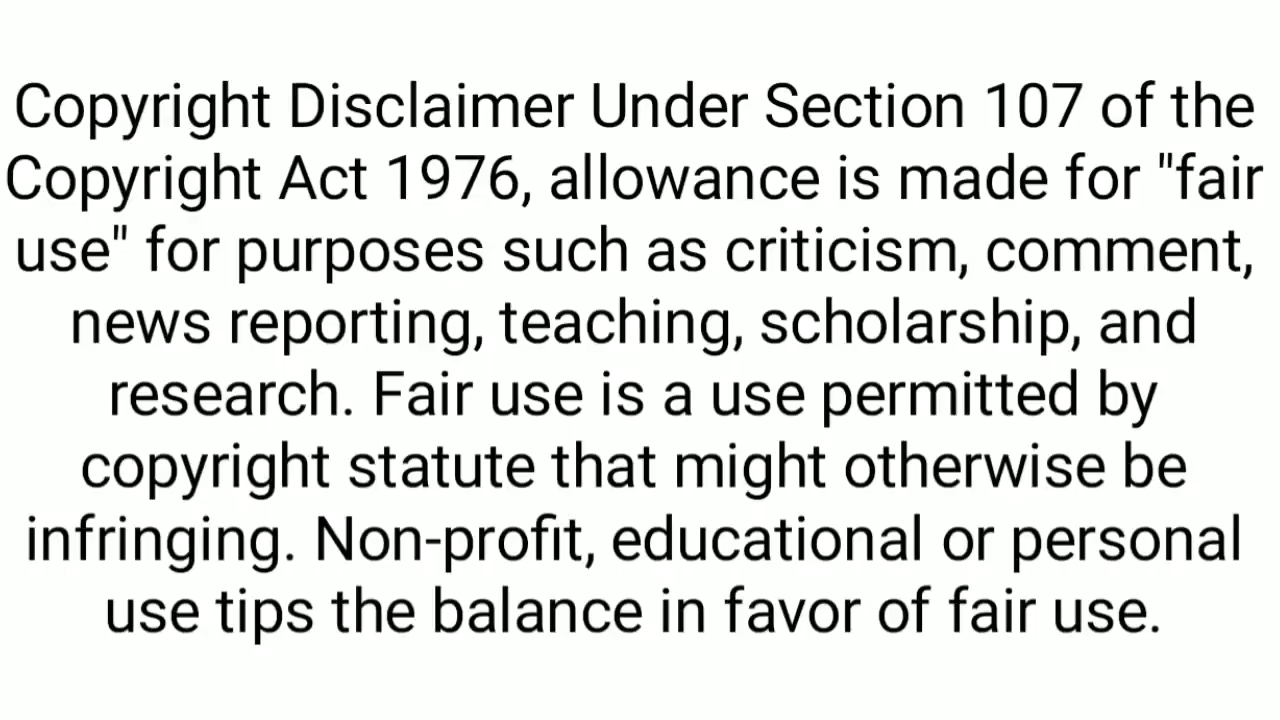 Copyright Disclaimer Under Section 107 of the
Copyright Act 1976, allowance is made for "fair
use" for purposes such as criticism, comment,
news reporting, teaching, scholarship, and
research. Fair use is a use permitted by
copyright statute that might otherwise be
infringing. Non-profit, educational or personal
use tips the balance in favor of fair use.